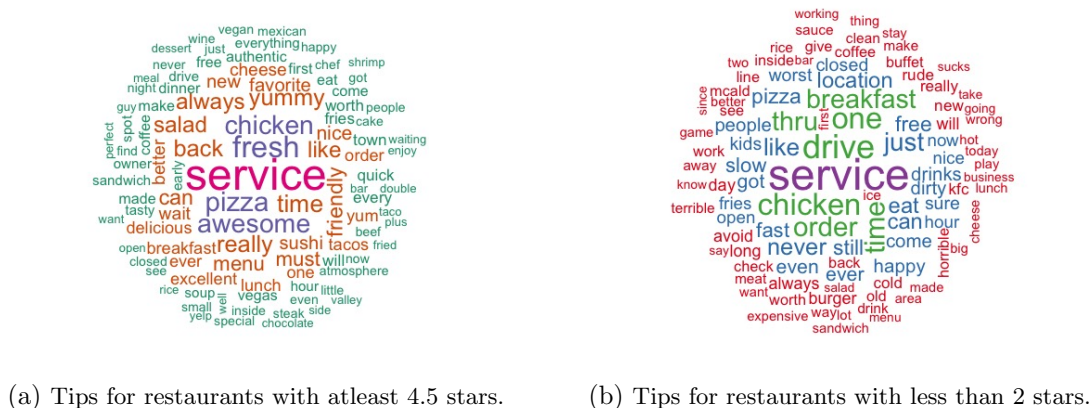 vegan mexican
wine everything happy
dessert just authentic
never free cheese first chef shrimp
meal drive new favorite eat got
night dinner come
guy make always yummy worth people
spot coffee salad chicken fries cake
perfect nice town waiting
find better back fresh like order enjoy
owner early service quick
sandwich bar double
made can pizza time friendly every
tasty wait yum taco
want delicious awesome beef plus
open breakfast really sushi tacos fried
closed ever menu must will now
see excellent one atmosphere
rice soup lunch hour little
small well vegas even valley
yelp inside steak side
special chocolate
working thing
sauce clean stay
rice give coffee make
two inside bar closed buffet sucks
line worst location rude
since mcald pizza breakfast really take
better see new going
game people thru first one free will wrong
work kids like drive just now hot
away slow nice today
know day got service drinks play
dirty kfc business lunch
terrible fries chicken ice eat sure
open order time can hour cheese
avoid fast come horrible big
say long never still
check even back happy
meat always ever cold made
want salad old area
worth burger drink
expensive way lot menu
sandwich
(a) Tips for restaurants with atleast 4.5 stars.
(b) Tips for restaurants with less than 2 stars.